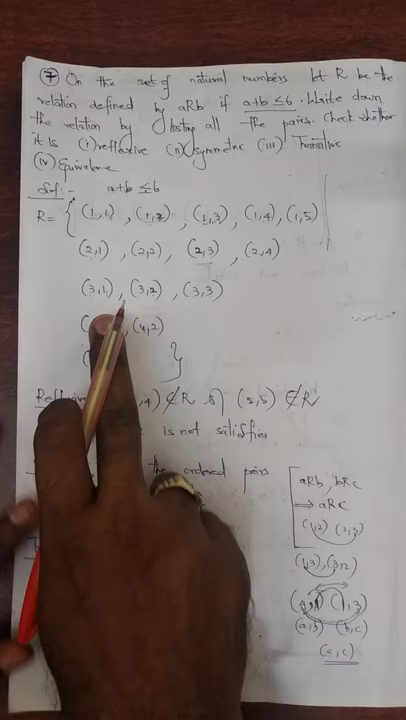 ⑦ On the set of natural numbers let R be the
relation defined by aRb if a+b ≤ 6. Write down
the relation by listing all the pairs. Check whether
it is (i) reflexive (ii) symmetric (iii) Transitive
(iv) Equivalence
Sol:- a+b ≤ 6
R = { (1,1) , (1,2) , (1,3) , (1,4) , (1,5)
(2,1) , (2,2) , (2,3) , (2,4)
(3,1) , (3,2) , (3,3)
(4,2)
}
,4) ∉ R (5,5) ∉ R
is not satisfies
the ordered pairs
aRb, bRc
⟹ aRc
(1,2) (2,3)
(1,3), (3,2)
(1,3)
(a,b) (b,c)
(a,c)